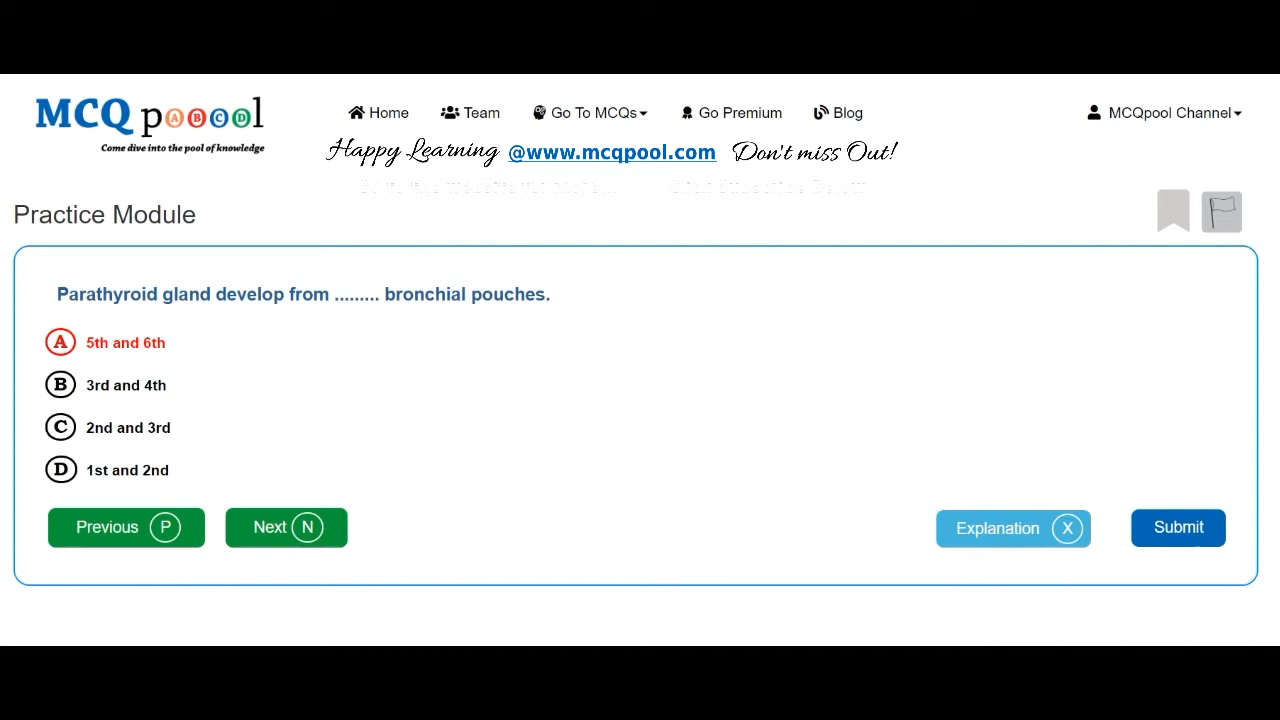 MCQ poool
A B C D
Come dive into the pool of knowledge
Home Team Go To MCQs Go Premium Blog MCQpool Channel
Happy Learning @www.mcqpool.com Don't miss Out!
Practice Module
Parathyroid gland develop from ......... bronchial pouches.
A 5th and 6th
B 3rd and 4th
C 2nd and 3rd
D 1st and 2nd
Previous P Next N Explanation X Submit